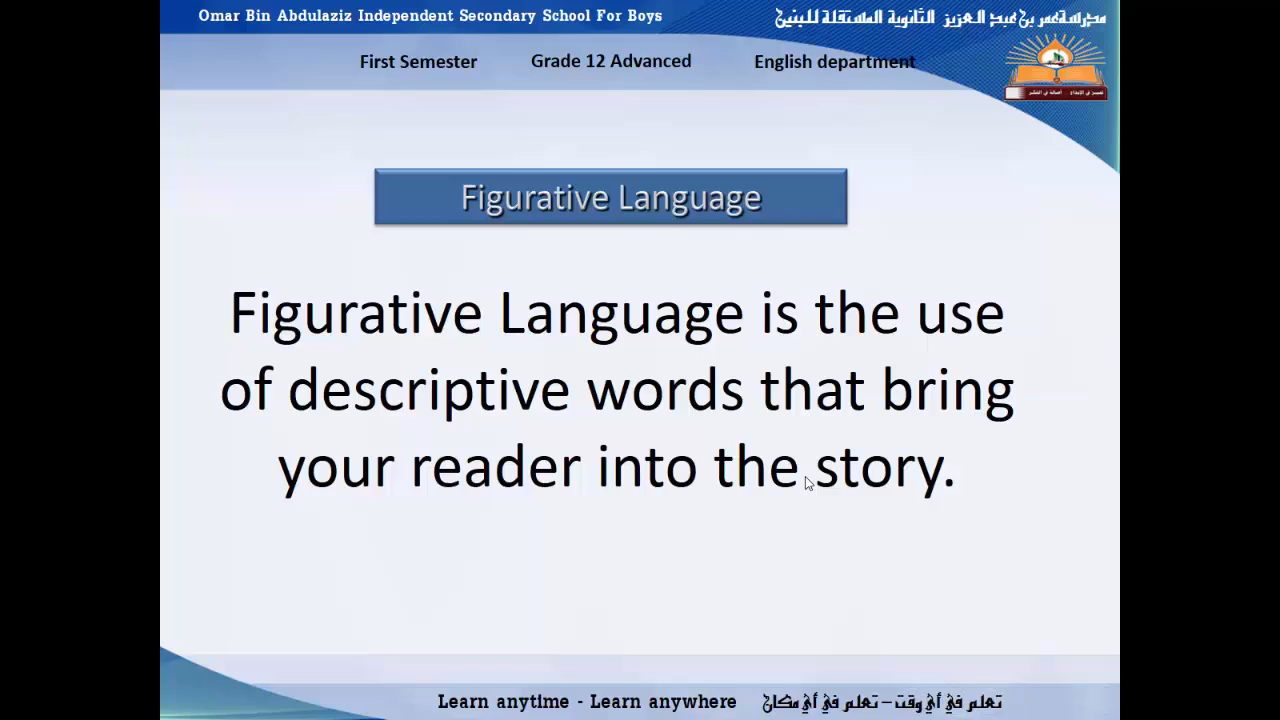 Omar Bin Abdulaziz Independent Secondary School For Boys
مدرسة عمر بن عبد العزيز الثانوية المستقلة للبنين
First Semester
Grade 12 Advanced
English department
Figurative Language
Figurative Language is the use
of descriptive words that bring
your reader into the story.
Learn anytime - Learn anywhere
تعلم في أي وقت – تعلم في أي مكان